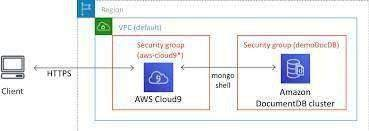 Region
VPC (default)
Security group
(aws-cloud9*)
Security group (demoDocDB)
HTTPS
mongo
shell
9
Client
AWS Cloud9
Amazon
DocumentDB cluster